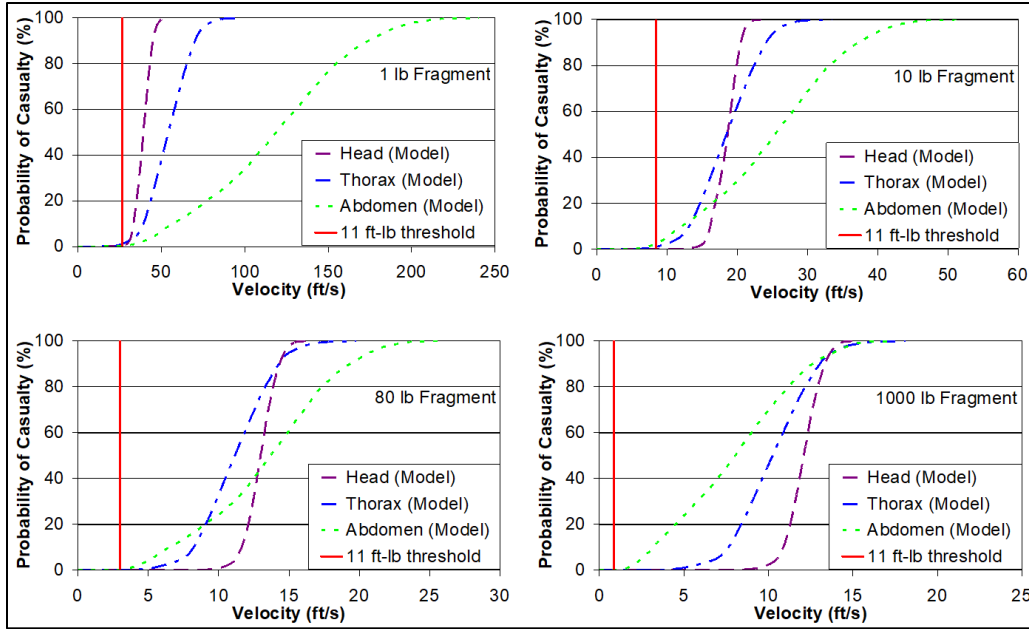 Probability of Casualty (%)
100
80
60
40
20
0
1 lb Fragment
Head (Model)
Thorax (Model)
Abdomen (Model)
11 ft-lb threshold
0 50 100 150 200 250
Velocity (ft/s)
Probability of Casualty (%)
100
80
60
40
20
0
10 lb Fragment
Head (Model)
Thorax (Model)
Abdomen (Model)
11 ft-lb threshold
0 10 20 30 40 50 60
Velocity (ft/s)
Probability of Casualty (%)
100
80
60
40
20
0
80 lb Fragment
Head (Model)
Thorax (Model)
Abdomen (Model)
11 ft-lb threshold
0 5 10 15 20 25 30
Velocity (ft/s)
Probability of Casualty (%)
100
80
60
40
20
0
1000 lb Fragment
Head (Model)
Thorax (Model)
Abdomen (Model)
11 ft-lb threshold
0 5 10 15 20 25
Velocity (ft/s)